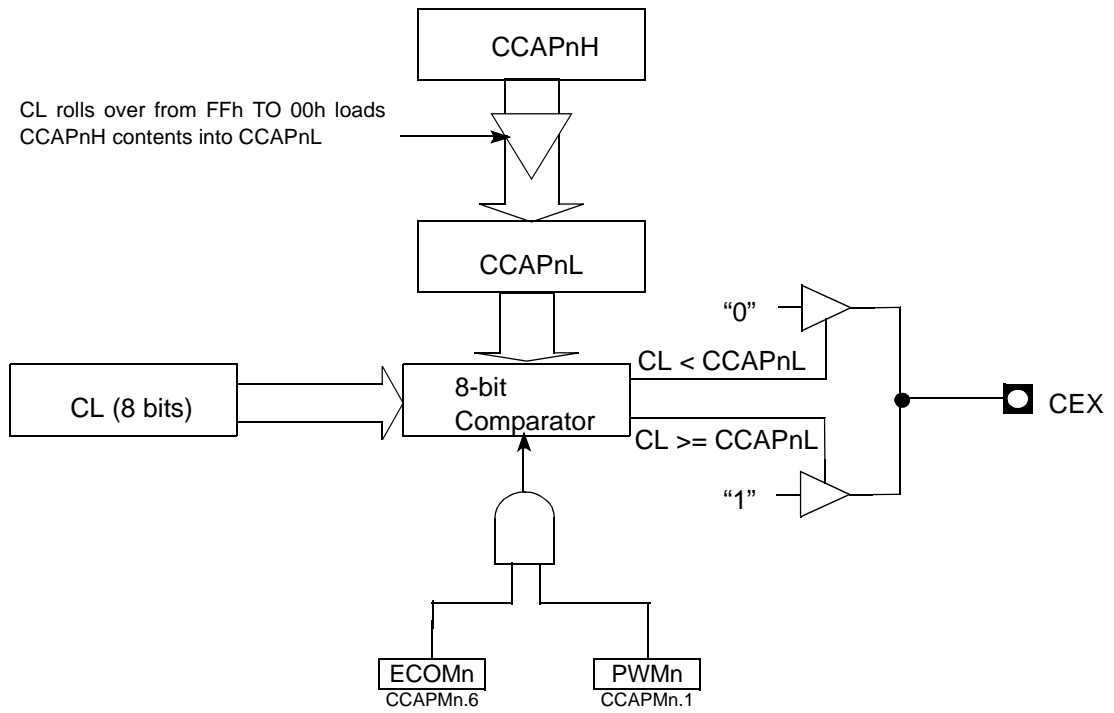 CCAPnH
CL rolls over from FFh TO 00h loads
CCAPnH contents into CCAPnL
CCAPnL
“0”
CL < CCAPnL
CL (8 bits)
8-bit
Comparator
CEX
CL >= CCAPnL
“1”
ECOMn
PWMn
CCAPMn.6
CCAPMn.1